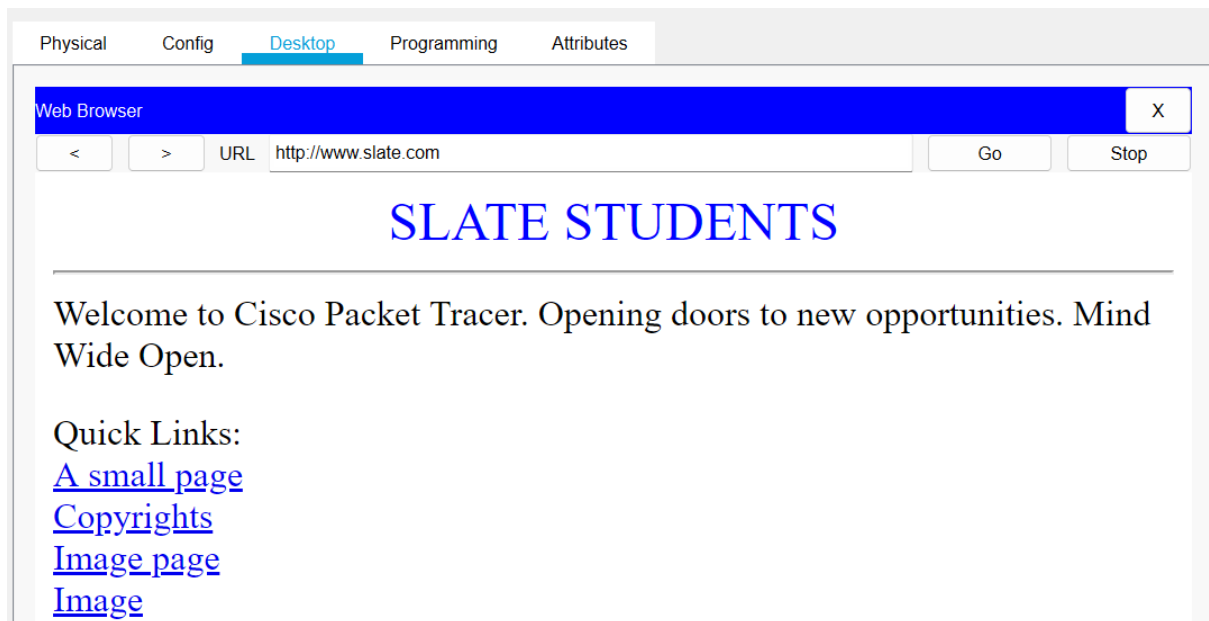 Physical Config Desktop Programming Attributes
Web Browser X
< > URL http://www.slate.com Go Stop
SLATE STUDENTS
Welcome to Cisco Packet Tracer. Opening doors to new opportunities. Mind
Wide Open.
Quick Links:
A small page
Copyrights
Image page
Image